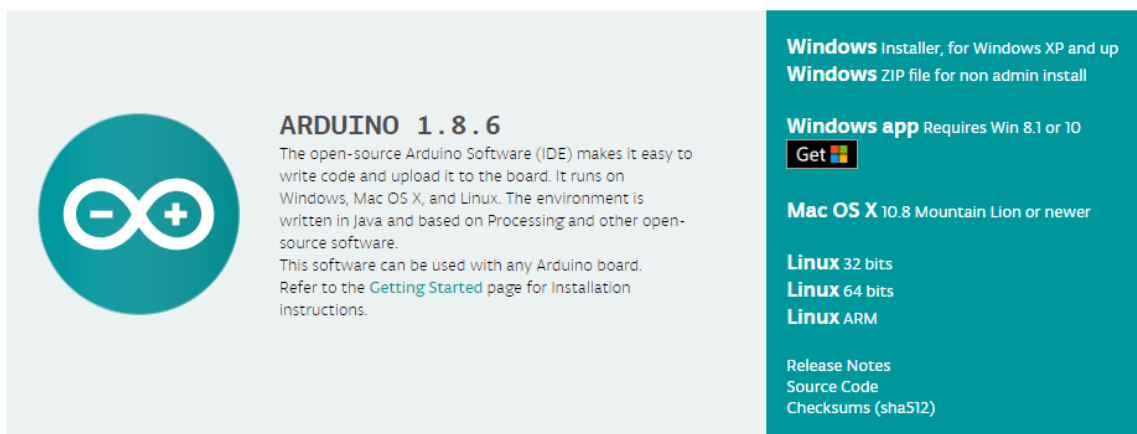 ARDUINO 1.8.6
The open-source Arduino Software (IDE) makes it easy to
write code and upload it to the board. It runs on
Windows, Mac OS X, and Linux. The environment is
written in Java and based on Processing and other open-
source software.
This software can be used with any Arduino board.
Refer to the Getting Started page for Installation
instructions.
Windows Installer, for Windows XP and up
Windows ZIP file for non admin install
Windows app Requires Win 8.1 or 10
Get
Mac OS X 10.8 Mountain Lion or newer
Linux 32 bits
Linux 64 bits
Linux ARM
Release Notes
Source Code
Checksums (sha512)